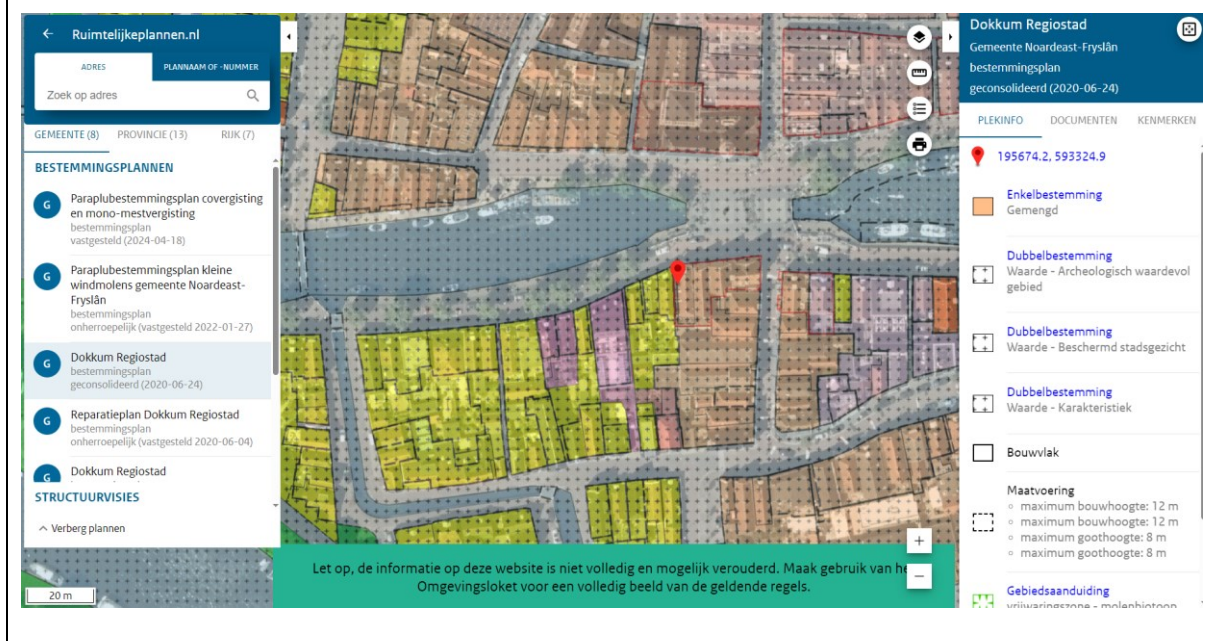 Ruimtelijkeplannen.nl
ADRES
PLANNAAM OF -NUMMER
Zoek op adres
GEMEENTE (8)
PROVINCIE (13)
RIJK (7)
BESTEMMINGSPLANNEN
G
Paraplubestemmingsplan covergisting
en mono-mestvergisting
bestemmingsplan
vastgesteld (2024-04-18)
G
Paraplubestemmingsplan kleine
windmolens gemeente Noardeast-
Fryslân
bestemmingsplan
onherroepelijk (vastgesteld 2022-01-27)
G
Dokkum Regiostad
bestemmingsplan
geconsolideerd (2020-06-24)
G
Reparatieplan Dokkum Regiostad
bestemmingsplan
onherroepelijk (vastgesteld 2020-06-04)
G
Dokkum Regiostad
STRUCTUURVISIES
Verberg plannen
20 m
Let op, de informatie op deze website is niet volledig en mogelijk verouderd. Maak gebruik van he
Omgevingsloket voor een volledig beeld van de geldende regels.
+
−
Dokkum Regiostad
Gemeente Noardeast-Fryslân
bestemmingsplan
geconsolideerd (2020-06-24)
PLEKINFO
DOCUMENTEN
KENMERKEN
195674.2, 593324.9
Enkelbestemming
Gemengd
Dubbelbestemming
Waarde - Archeologisch waardevol
gebied
Dubbelbestemming
Waarde - Beschermd stadsgezicht
Dubbelbestemming
Waarde - Karakteristiek
Bouwvlak
Maatvoering
maximum bouwhoogte: 12 m
maximum bouwhoogte: 12 m
maximum goothoogte: 8 m
maximum goothoogte: 8 m
Gebiedsaanduiding
vrijwaringszone - molenbiotoop